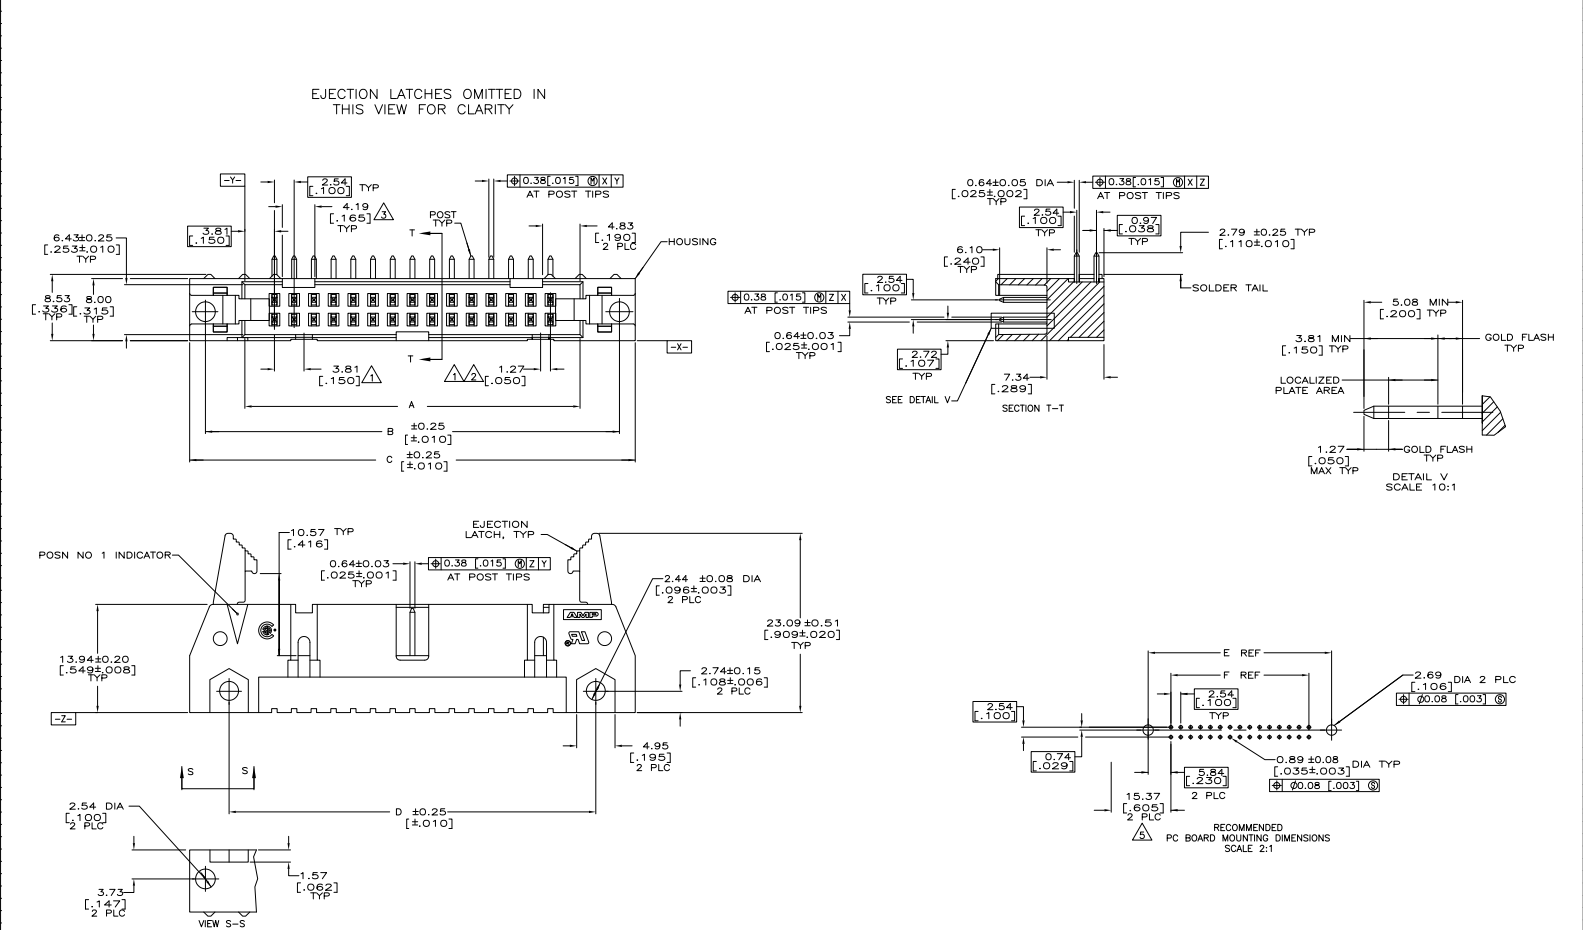 EJECTION LATCHES OMITTED IN
THIS VIEW FOR CLARITY
-Y-
2.54
[.100] TYP
⌖ 0.38[.015] Ⓜ X Y
AT POST TIPS
4.19
[.165] 3
TYP
POST
TYP
T
3.81
[.150]
4.83
[.190]
2 PLC
HOUSING
6.43±0.25
[.253±.010]
TYP
8.53
[.336]
TYP
8.00
[.315]
TYP
T
-X-
3.81
[.150] 1
1 2
1.27
[.050]
A
B ±0.25
[±.010]
C ±0.25
[±.010]
0.64±0.05 DIA
[.025±.002]
TYP
⌖ 0.38[.015] Ⓜ X Z
AT POST TIPS
2.54
[.100]
TYP
0.97
[.038]
TYP
2.79 ±0.25 TYP
[.110±.010]
6.10
[.240]
TYP
2.54
[.100]
TYP
SOLDER TAIL
⌖ 0.38 [.015] Ⓜ Z X
AT POST TIPS
0.64±0.03
[.025±.001]
TYP
2.72
[.107]
TYP
7.34
[.289]
SEE DETAIL V
SECTION T-T
5.08 MIN
[.200] TYP
3.81 MIN
[.150] TYP
GOLD FLASH
TYP
LOCALIZED
PLATE AREA
1.27
[.050]
MAX TYP
GOLD FLASH
TYP
DETAIL V
SCALE 10:1
POSN NO 1 INDICATOR
10.57 TYP
[.416]
EJECTION
LATCH, TYP
0.64±0.03
[.025±.001]
TYP
⌖ 0.38 [.015] Ⓜ Z Y
AT POST TIPS
2.44 ±0.08 DIA
[.096±.003]
2 PLC
AMP
23.09±0.51
[.909±.020]
TYP
13.94±0.20
[.549±.008]
TYP
2.74±0.15
[.108±.006]
2 PLC
-Z-
4.95
[.195]
2 PLC
S S
D ±0.25
[±.010]
2.54 DIA
[.100]
2 PLC
1.57
[.062]
TYP
3.73
[.147]
2 PLC
VIEW S-S
E REF
F REF
2.54
[.100]
TYP
2.69
[.106] DIA 2 PLC
⌖ Ø0.08 [.003] Ⓢ
2.54
[.100]
0.74
[.029]
5.84
[.230]
2 PLC
0.89 ±0.08
[.035±.003] DIA TYP
⌖ Ø0.08 [.003] Ⓢ
15.37
[.605]
2 PLC
5
RECOMMENDED
PC BOARD MOUNTING DIMENSIONS
SCALE 2:1